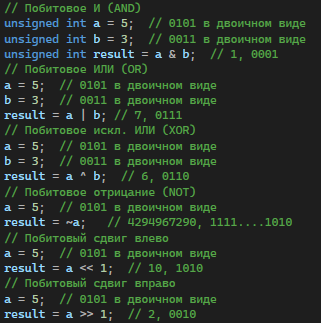 // Побитовое И (AND)
unsigned int a = 5;  // 0101 в двоичном виде
unsigned int b = 3;  // 0011 в двоичном виде
unsigned int result = a & b;  // 1, 0001
// Побитовое ИЛИ (OR)
a = 5;  // 0101 в двоичном виде
b = 3;  // 0011 в двоичном виде
result = a | b; // 7, 0111
// Побитовое искл. ИЛИ (XOR)
a = 5;  // 0101 в двоичном виде
b = 3;  // 0011 в двоичном виде
result = a ^ b;  // 6, 0110
// Побитовое отрицание (NOT)
a = 5;  // 0101 в двоичном виде
result = ~a;   // 4294967290, 1111....1010
// Побитовый сдвиг влево
a = 5;  // 0101 в двоичном виде
result = a << 1;  // 10, 1010
// Побитовый сдвиг вправо
a = 5;  // 0101 в двоичном виде
result = a >> 1;  // 2, 0010